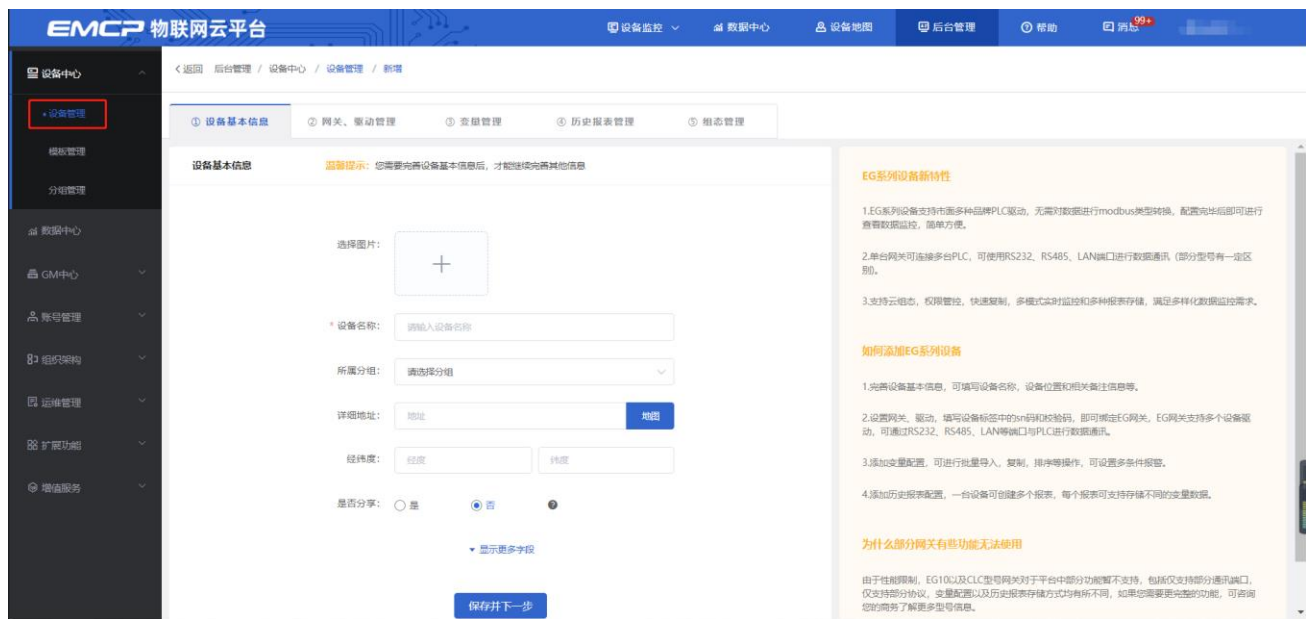 EMCP 物联网云平台
设备监控
数据中心
设备地图
后台管理
帮助
消息 99+
设备中心
• 设备管理
模板管理
分组管理
数据中心
GM中心
账号管理
组织架构
运维管理
扩展功能
增值服务
<返回 后台管理 / 设备中心 / 设备管理 / 新增
① 设备基本信息
② 网关、驱动管理
③ 变量管理
④ 历史报表管理
⑤ 组态管理
设备基本信息
温馨提示：您需要完善设备基本信息后，才能继续完善其他信息
选择图片：
* 设备名称： 请输入设备名称
所属分组： 请选择分组
详细地址： 地址 地图
经纬度： 经度 纬度
是否分享： 是 否
显示更多字段
保存并下一步
EG系列设备新特性
1.EG系列设备支持市面多种品牌PLC驱动，无需对数据进行modbus类型转换，配置完毕后即可进行
查看数据监控，简单方便。
2.单台网关可连接多台PLC，可使用RS232、RS485、LAN端口进行数据通讯（部分型号有一定区
别)。
3.支持云组态，权限管控，快速复制，多模式实时监控和多种报表存储，满足多样化数据监控需求。
如何添加EG系列设备
1.完善设备基本信息，可填写设备名称、设备位置和相关备注信息等。
2.设置网关、驱动，填写设备标签中的sn码和校验码，即可绑定EG网关，EG网关支持多个设备驱
动，可通过RS232、RS485、LAN等端口与PLC进行数据通讯。
3.添加变量配置，可进行批量导入，复制，排序等操作，可设置多条件报警。
4.添加历史报表配置，一台设备可创建多个报表，每个报表可支持存储不同的变量数据。
为什么部分网关有些功能无法使用
由于性能限制，EG10以及CLC型号网关对于平台中部分功能暂不支持，包括仅支持部分通讯端口，
仅支持部分协议，变量配置以及历史报表存储方式均有所不同，如果您需要更完整的功能，可咨询
您的商务了解更多型号信息。